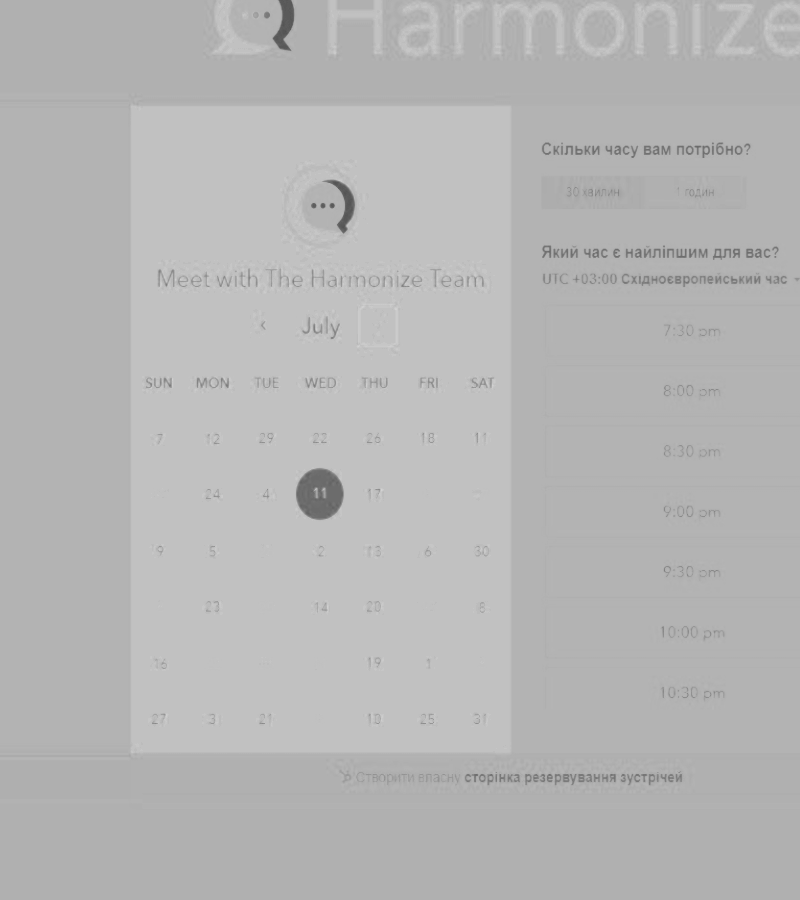 Harmonize
Meet with The Harmonize Team
‹ July
SUN MON TUE WED THU FRI SAT
7 12 29 22 26 18 11
24 4 11 17
9 5 2 13 6 30
23 14 28 8
16 19 1
27 3 21 10 25 31
Скільки часу вам потрібно?
30 хвилин 1 годин
Який час є найліпшим для вас?
UTC +03:00 Східноєвропейський час
7:30 pm
8:00 pm
8:30 pm
9:00 pm
9:30 pm
10:00 pm
10:30 pm
Створити власну сторінка резервування зустрічей